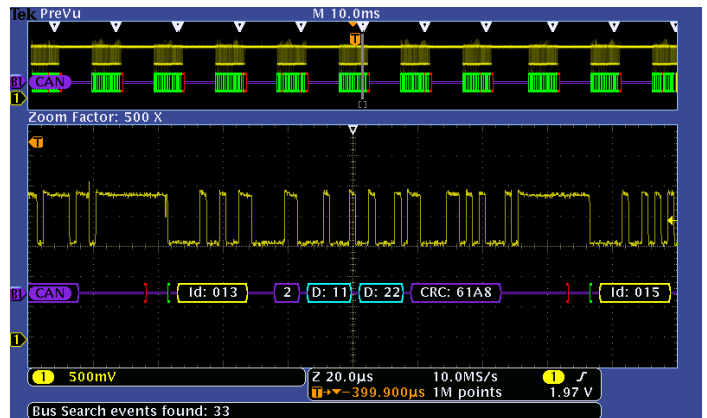 Tek PreVu M 10.0ms
T
B1 CAN
1
Zoom Factor: 500 X
T
B1 CAN Id: 013 2 D: 11 D: 22 CRC: 61A8 Id: 015
1
1 500mV Z 20.0µs 10.0MS/s 1
T→▼-399.900µs 1M points 1.97 V
Bus Search events found: 33